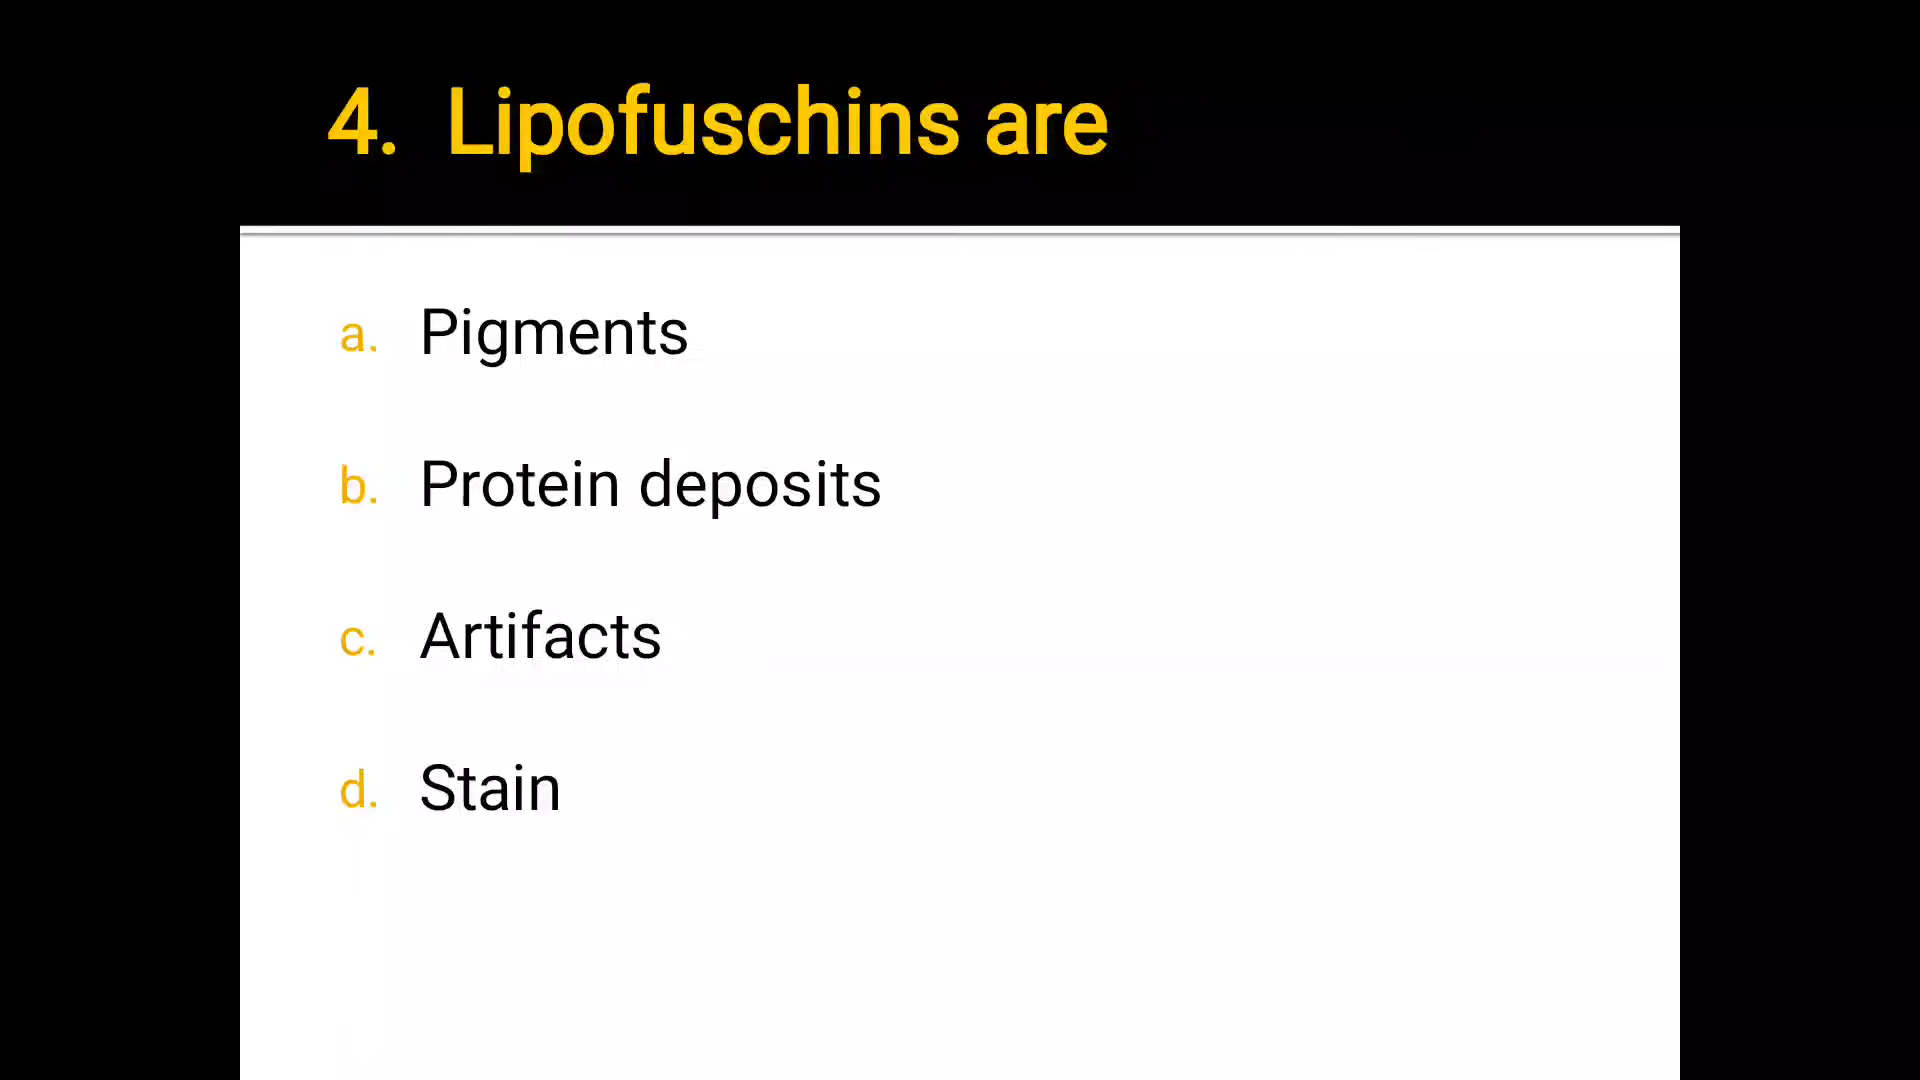 4. Lipofuschins are
a. Pigments
b. Protein deposits
c. Artifacts
d. Stain